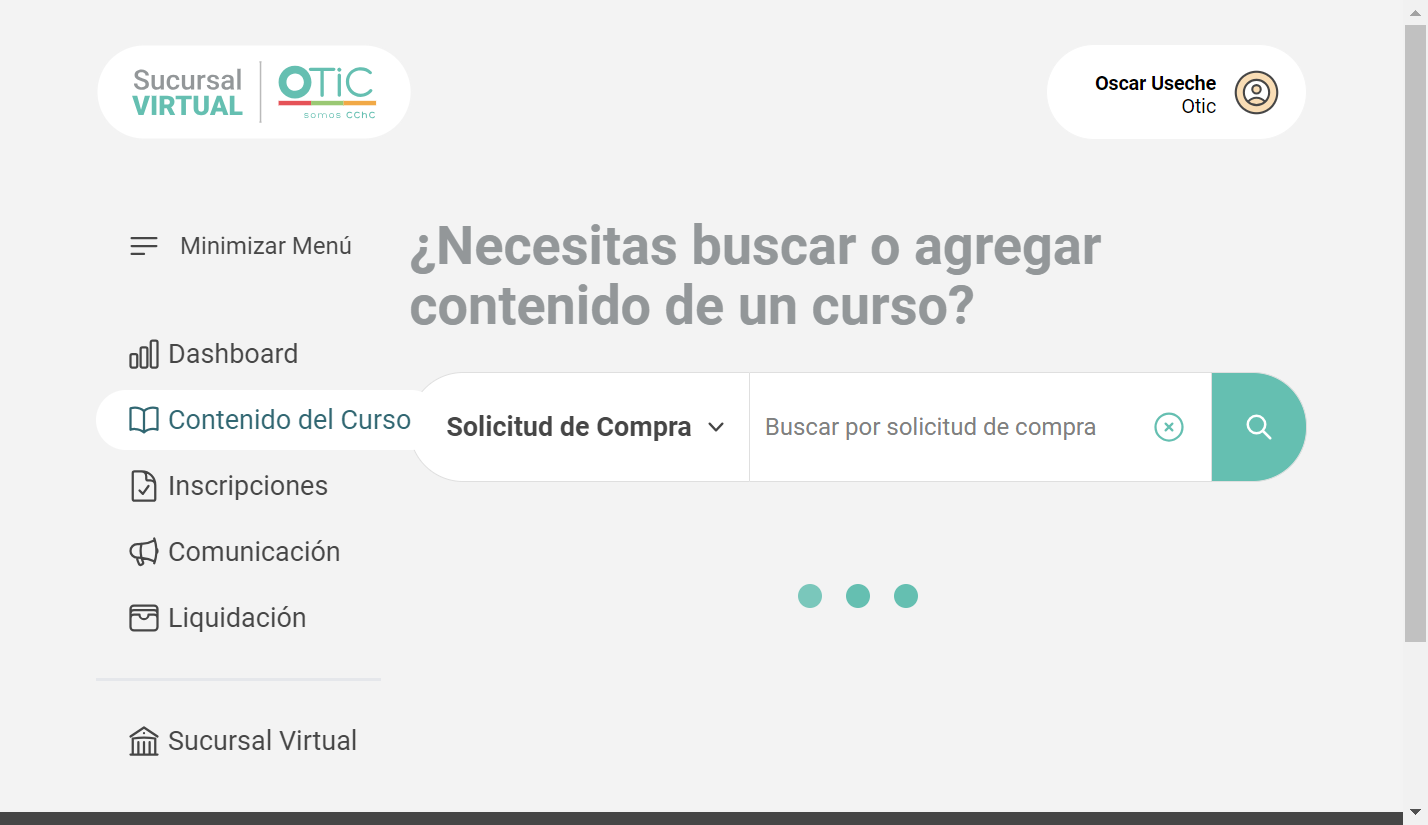 Sucursal
VIRTUAL
OTiC
somos CChC
Oscar Useche
Otic
Minimizar Menú
¿Necesitas buscar o agregar
contenido de un curso?
Dashboard
Contenido del Curso
Solicitud de Compra
Buscar por solicitud de compra
Inscripciones
Comunicación
Liquidación
Sucursal Virtual